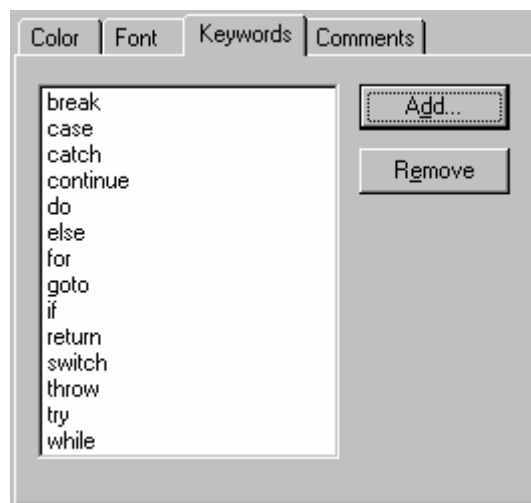 Color Font Keywords Comments
break
case
catch
continue
do
else
for
goto
if
return
switch
throw
try
while
Add...
Remove